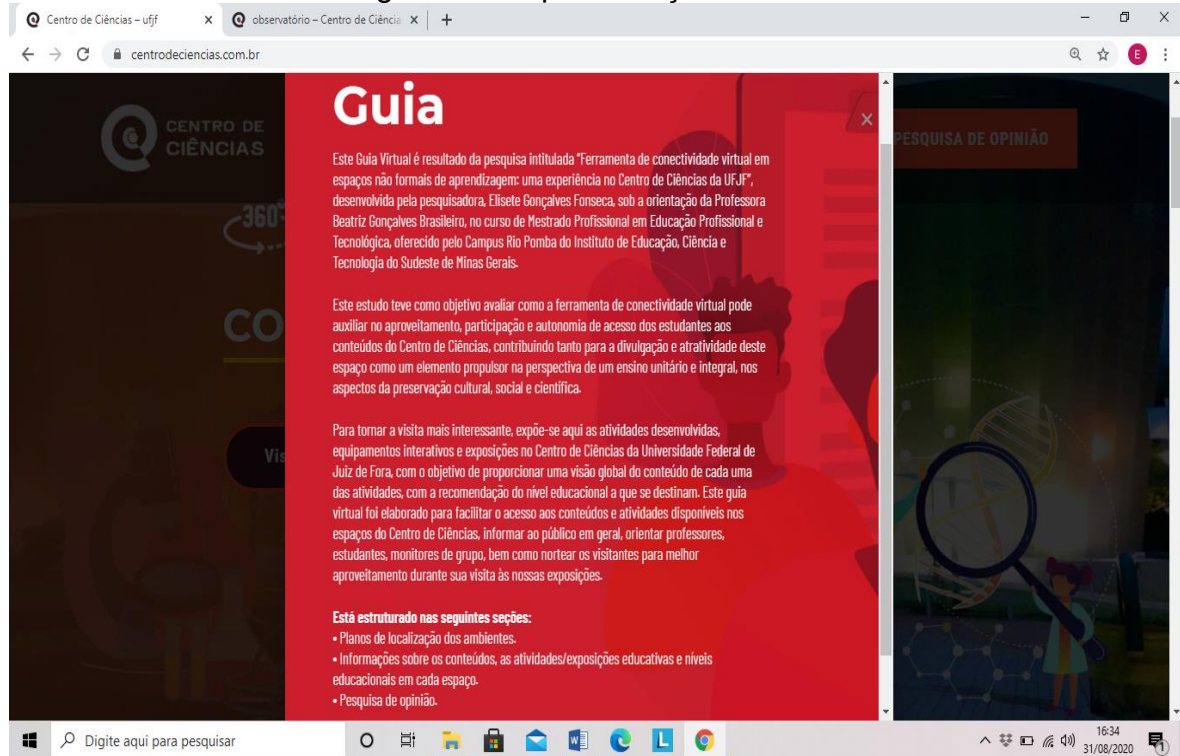 Centro de Ciências – ufjf
observatório – Centro de Ciência
centrodeciencias.com.br
E
CENTRO DE
CIÊNCIAS
PESQUISA DE OPINIÃO
360°
CO
Vis
Guia
Este Guia Virtual é resultado da pesquisa intitulada "Ferramenta de conectividade virtual em
espaços não formais de aprendizagem: uma experiência no Centro de Ciências da UFJF",
desenvolvida pela pesquisadora, Elisete Gonçalves Fonseca, sob a orientação da Professora
Beatriz Gonçalves Brasileiro, no curso de Mestrado Profissional em Educação Profissional e
Tecnológica, oferecido pelo Campus Rio Pomba do Instituto de Educação, Ciência e
Tecnologia do Sudeste de Minas Gerais.
Este estudo teve como objetivo avaliar como a ferramenta de conectividade virtual pode
auxiliar no aproveitamento, participação e autonomia de acesso dos estudantes aos
conteúdos do Centro de Ciências, contribuindo tanto para a divulgação e atratividade deste
espaço como um elemento propulsor na perspectiva de um ensino unitário e integral, nos
aspectos da preservação cultural, social e científica.
Para tornar a visita mais interessante, expõe-se aqui as atividades desenvolvidas,
equipamentos interativos e exposições no Centro de Ciências da Universidade Federal de
Juiz de Fora, com o objetivo de proporcionar uma visão global do conteúdo de cada uma
das atividades, com a recomendação do nível educacional a que se destinam. Este guia
virtual foi elaborado para facilitar o acesso aos conteúdos e atividades disponíveis nos
espaços do Centro de Ciências, informar ao público em geral, orientar professores,
estudantes, monitores de grupo, bem como nortear os visitantes para melhor
aproveitamento durante sua visita às nossas exposições.
Está estruturado nas seguintes seções:
• Planos de localização dos ambientes.
• Informações sobre os conteúdos, as atividades/exposições educativas e níveis
educacionais em cada espaço.
• Pesquisa de opinião.
Digite aqui para pesquisar
L
16:34
31/08/2020
1